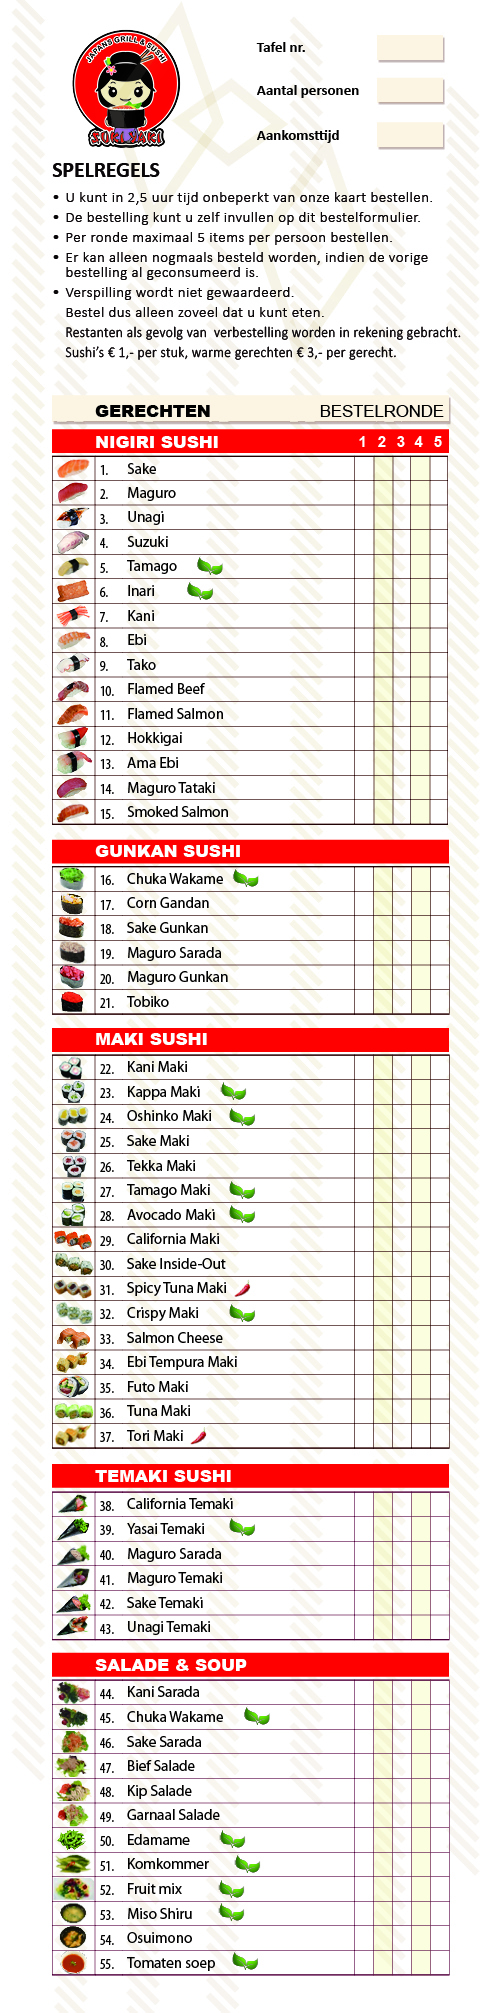 JAPANS GRILL & SUSHI
SUKI SAKI
Tafel nr.
Aantal personen
Aankomsttijd
SPELREGELS
• U kunt in 2,5 uur tijd onbeperkt van onze kaart bestellen.
• De bestelling kunt u zelf invullen op dit bestelformulier.
• Per ronde maximaal 5 items per persoon bestellen.
• Er kan alleen nogmaals besteld worden, indien de vorige
bestelling al geconsumeerd is.
• Verspilling wordt niet gewaardeerd.
Bestel dus alleen zoveel dat u kunt eten.
Restanten als gevolg van verbestelling worden in rekening gebracht.
Sushi's € 1,- per stuk, warme gerechten € 3,- per gerecht.
GERECHTEN BESTELRONDE
NIGIRI SUSHI 1 2 3 4 5
1. Sake
2. Maguro
3. Unagi
4. Suzuki
5. Tamago
6. Inari
7. Kani
8. Ebi
9. Tako
10. Flamed Beef
11. Flamed Salmon
12. Hokkigai
13. Ama Ebi
14. Maguro Tataki
15. Smoked Salmon
GUNKAN SUSHI
16. Chuka Wakame
17. Corn Gandan
18. Sake Gunkan
19. Maguro Sarada
20. Maguro Gunkan
21. Tobiko
MAKI SUSHI
22. Kani Maki
23. Kappa Maki
24. Oshinko Maki
25. Sake Maki
26. Tekka Maki
27. Tamago Maki
28. Avocado Maki
29. California Maki
30. Sake Inside-Out
31. Spicy Tuna Maki
32. Crispy Maki
33. Salmon Cheese
34. Ebi Tempura Maki
35. Futo Maki
36. Tuna Maki
37. Tori Maki
TEMAKI SUSHI
38. California Temaki
39. Yasai Temaki
40. Maguro Sarada
41. Maguro Temaki
42. Sake Temaki
43. Unagi Temaki
SALADE & SOUP
44. Kani Sarada
45. Chuka Wakame
46. Sake Sarada
47. Bief Salade
48. Kip Salade
49. Garnaal Salade
50. Edamame
51. Komkommer
52. Fruit mix
53. Miso Shiru
54. Osuimono
55. Tomaten soep